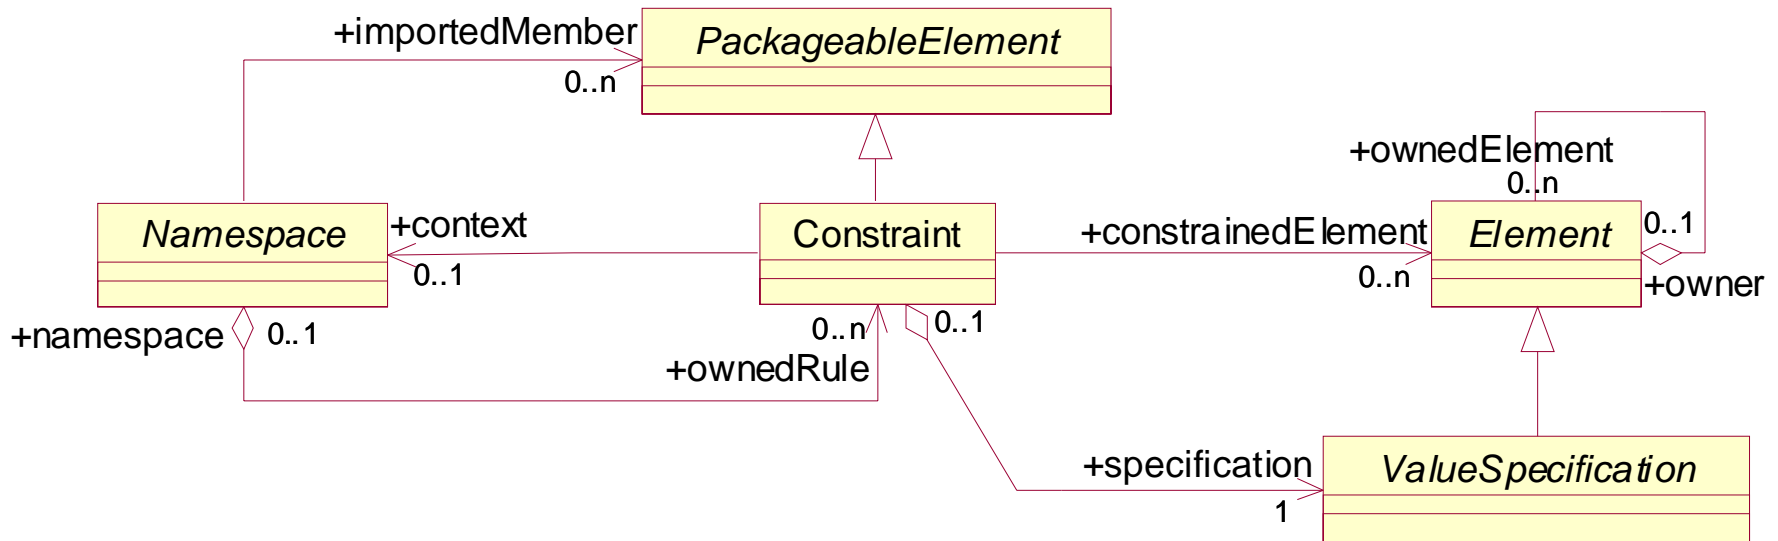 +importedMember
PackageableElement
0..n
+ownedElement
0..n
Namespace
+context
0..1
Constraint
+constrainedElement
0..n
Element
0..1
+owner
+namespace
0..1
0..n
+ownedRule
0..1
+specification
1
ValueSpecification